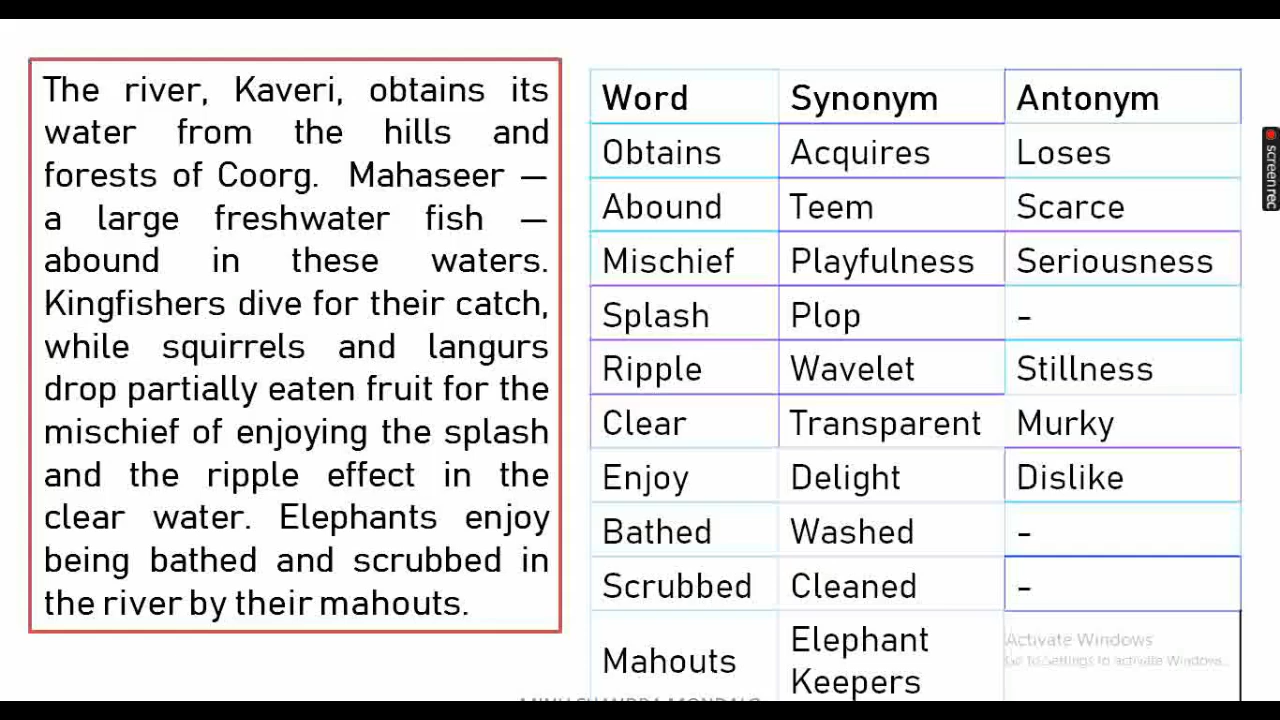 The river, Kaveri, obtains its
water from the hills and
forests of Coorg. Mahaseer —
a large freshwater fish —
abound in these waters.
Kingfishers dive for their catch,
while squirrels and langurs
drop partially eaten fruit for the
mischief of enjoying the splash
and the ripple effect in the
clear water. Elephants enjoy
being bathed and scrubbed in
the river by their mahouts.
Word Synonym Antonym
Obtains Acquires Loses
Abound Teem Scarce
Mischief Playfulness Seriousness
Splash Plop -
Ripple Wavelet Stillness
Clear Transparent Murky
Enjoy Delight Dislike
Bathed Washed -
Scrubbed Cleaned -
Mahouts Elephant
Keepers
Activate Windows
Go to Settings to activate Windows.
screenrec